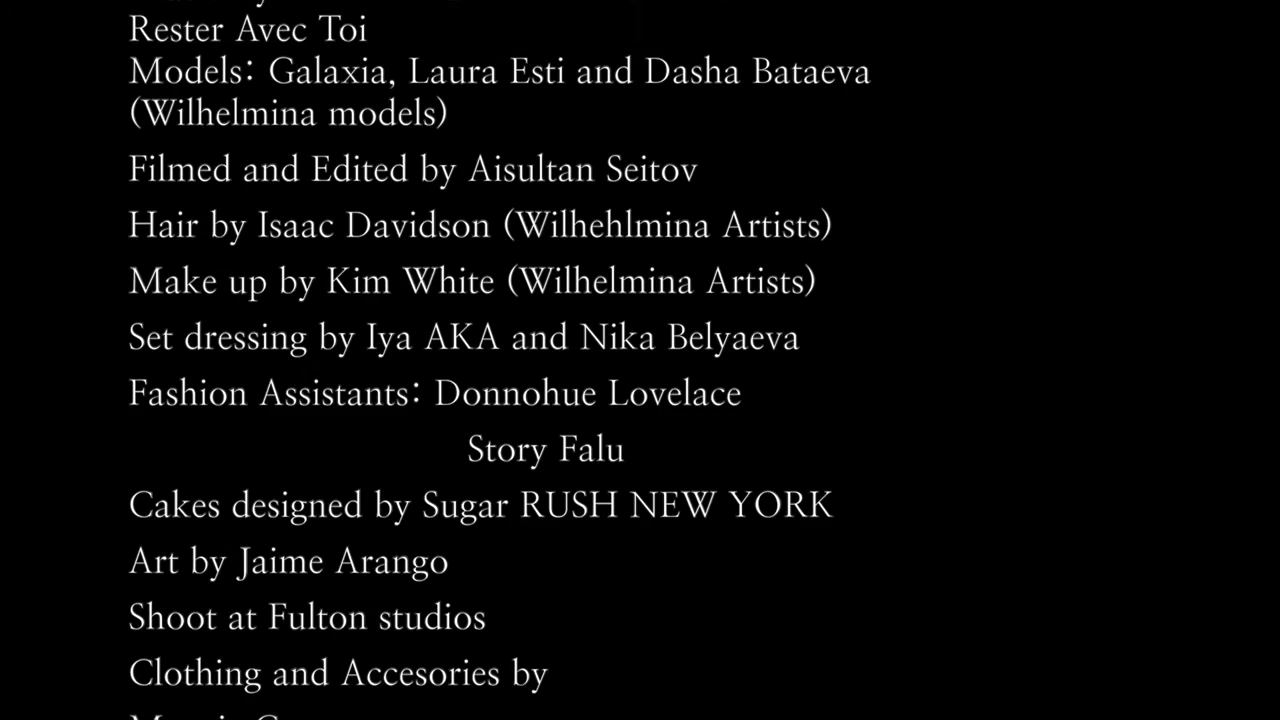 Rester Avec Toi
Models: Galaxia, Laura Esti and Dasha Bataeva
(Wilhelmina models)
Filmed and Edited by Aisultan Seitov
Hair by Isaac Davidson (Wilhehlmina Artists)
Make up by Kim White (Wilhelmina Artists)
Set dressing by Iya AKA and Nika Belyaeva
Fashion Assistants: Donnohue Lovelace
Story Falu
Cakes designed by Sugar RUSH NEW YORK
Art by Jaime Arango
Shoot at Fulton studios
Clothing and Accesories by